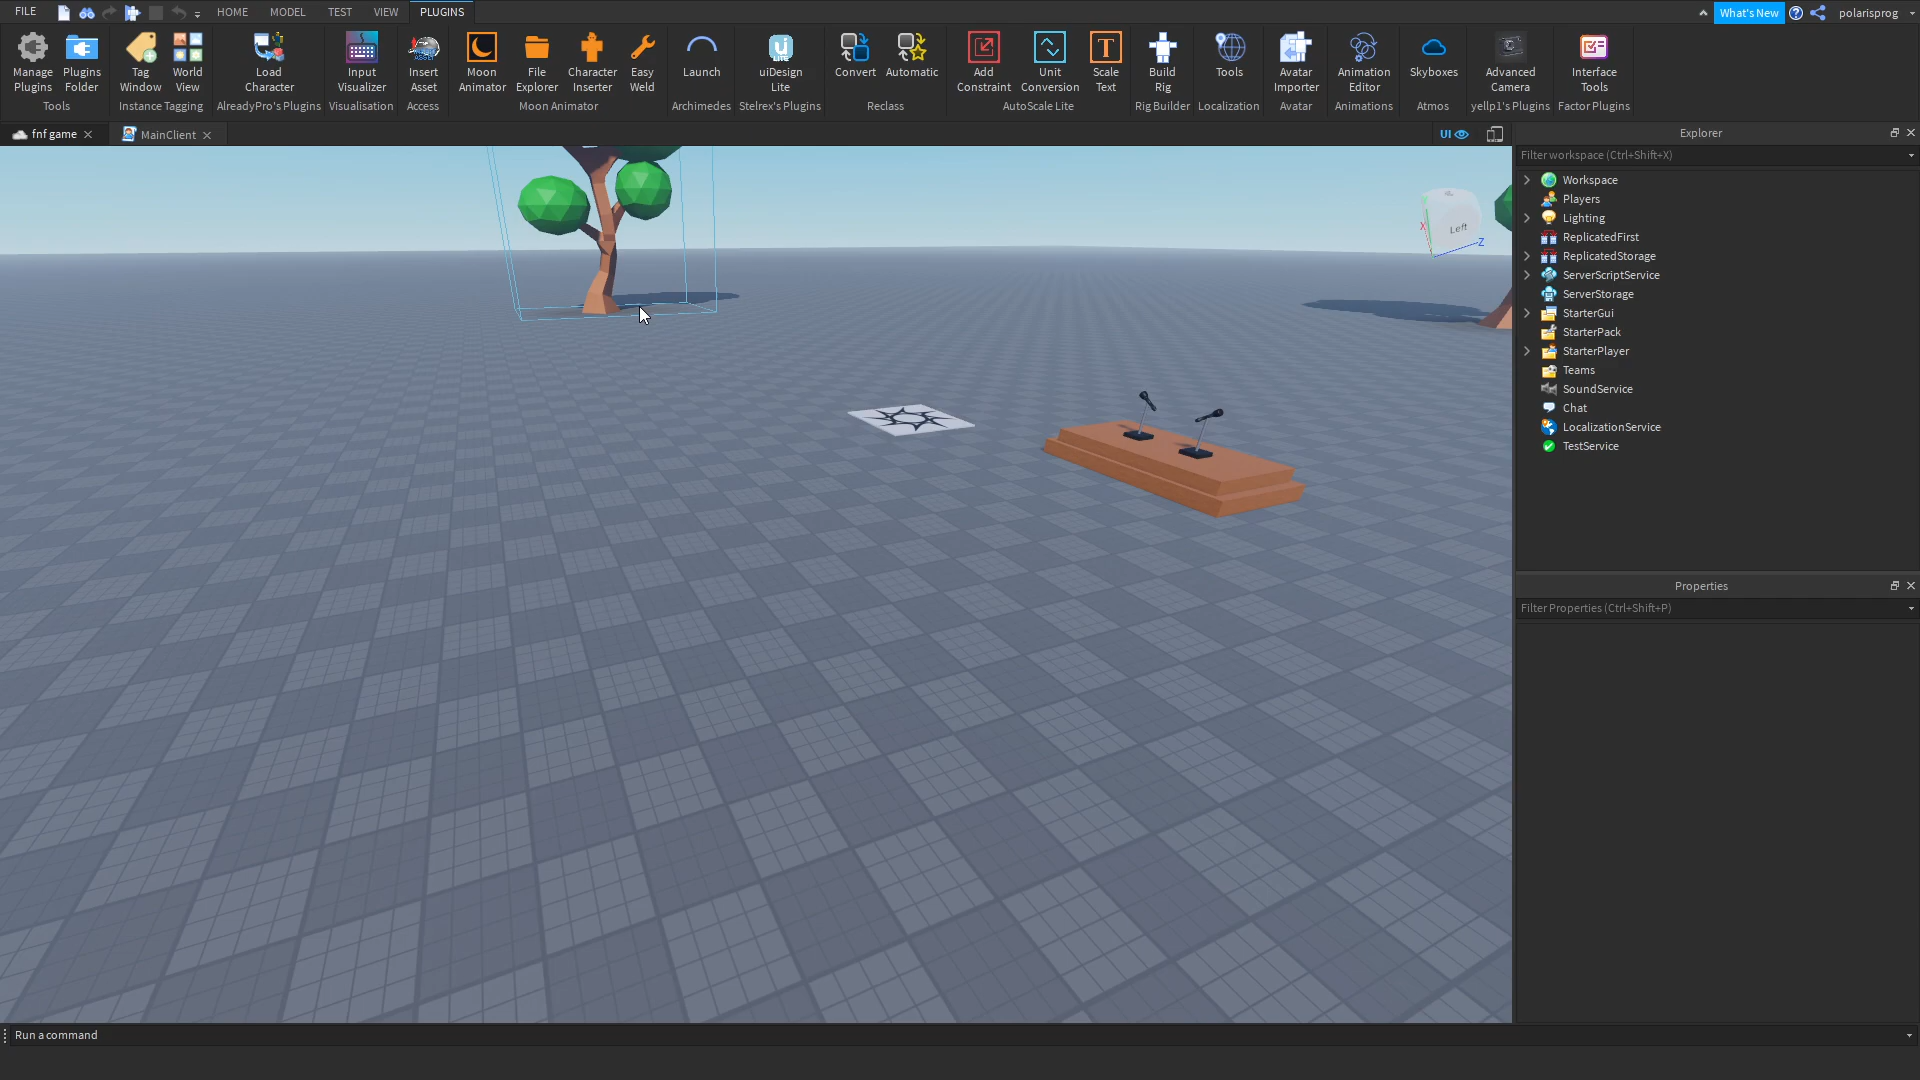 FILE HOME MODEL TEST VIEW PLUGINS What's New polarisprog
Manage Plugins
Plugins Folder
Tools
Tag Window
World View
Instance Tagging
Load Character
AlreadyPro's Plugins
Input Visualizer
Visualisation
Insert Asset
Access
Moon Animator
File Explorer
Character Inserter
Easy Weld
Moon Animator
Launch
Archimedes
uiDesign Lite
Stelrex's Plugins
Convert
Automatic
Reclass
Add Constraint
Unit Conversion
Scale Text
AutoScale Lite
Build Rig
Rig Builder
Tools
Localization
Avatar Importer
Avatar
Animation Editor
Animations
Skyboxes
Atmos
Advanced Camera
yellp1's Plugins
Interface Tools
Factor Plugins
fnf game MainClient UI
Left
X
Z
Explorer
Filter workspace (Ctrl+Shift+X)
Workspace
Players
Lighting
ReplicatedFirst
ReplicatedStorage
ServerScriptService
ServerStorage
StarterGui
StarterPack
StarterPlayer
Teams
SoundService
Chat
LocalizationService
TestService
Properties
Filter Properties (Ctrl+Shift+P)
Run a command